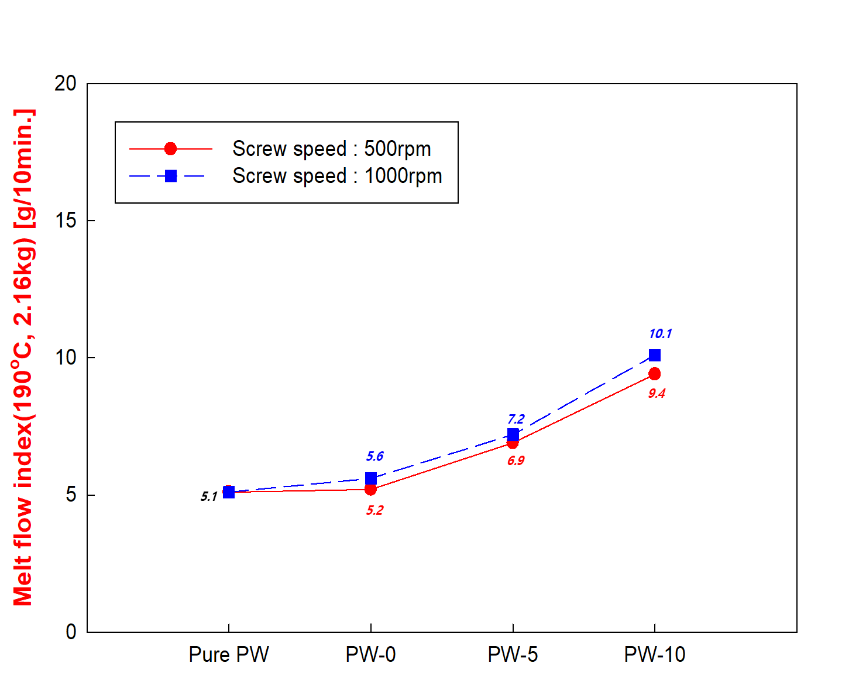 Melt flow index(190°C, 2.16kg) [g/10min.]
20
15
10
5
0
Screw speed : 500rpm
Screw speed : 1000rpm
5.1
5.6
5.2
7.2
6.9
10.1
9.4
Pure PW
PW-0
PW-5
PW-10